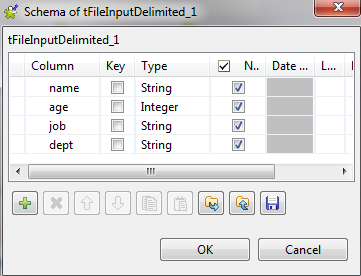 Schema of tFileInputDelimited_1
tFileInputDelimited_1
Column Key Type N.. Date ... L...
name String
age Integer
job String
dept String
OK Cancel